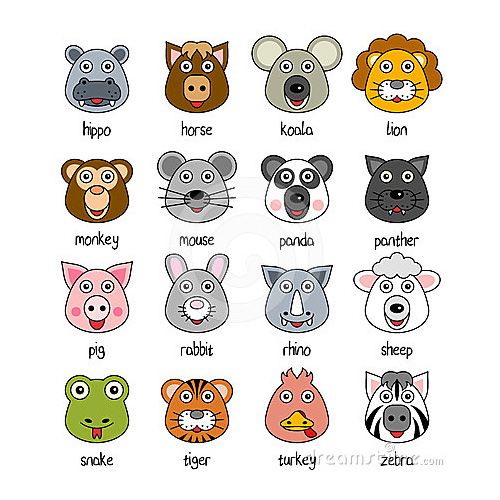 hippo horse koala lion
monkey mouse panda panther
pig rabbit rhino sheep
snake tiger turkey zebra
dreamstime.com